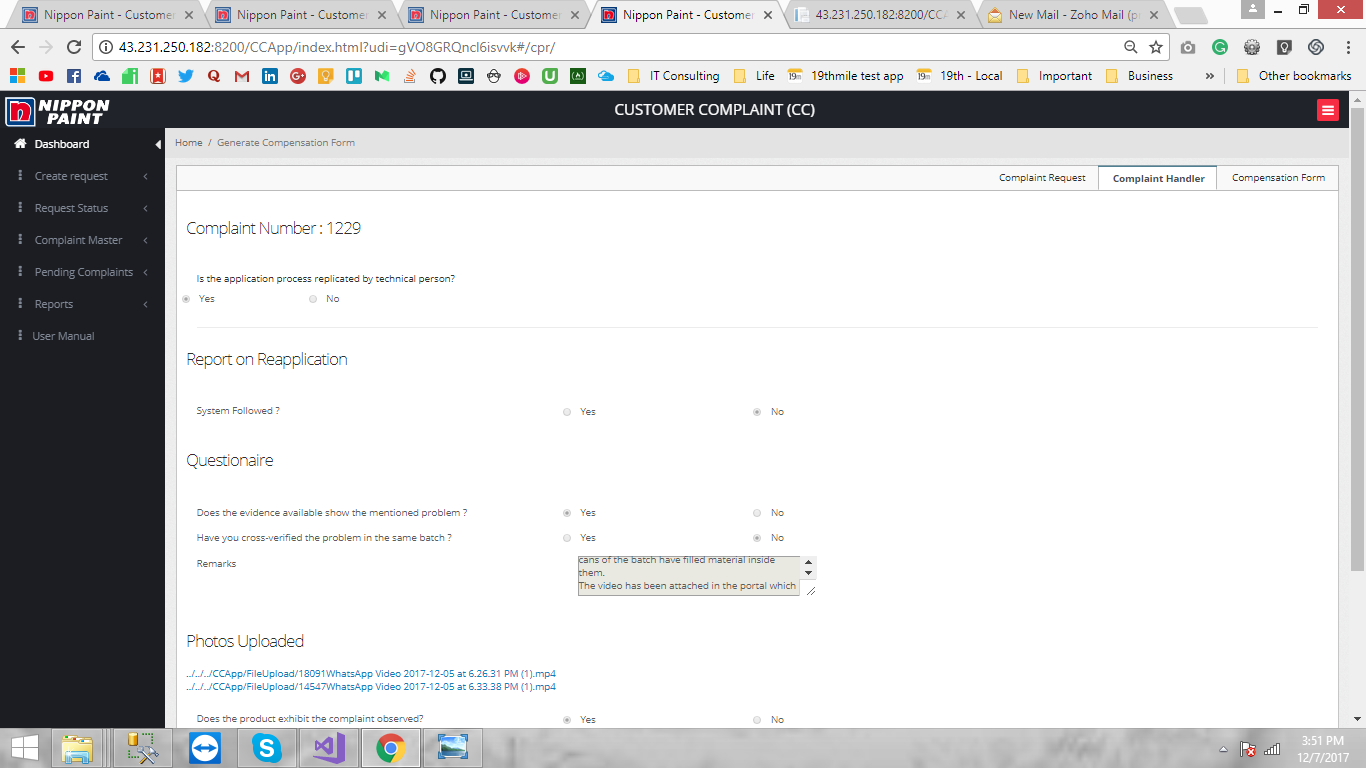 Nippon Paint - Custome
Nippon Paint - Custome
Nippon Paint - Custome
Nippon Paint - Custome
43.231.250.182:8200/CCA
New Mail - Zoho Mail (p
43.231.250.182:8200/CCApp/index.html?udi=gVO8GRQncl6isvvk#/cpr/
IT Consulting
Life
19m
19thmile test app
19m
19th - Local
Important
Business
»
Other bookmarks
n NIPPON
PAINT
CUSTOMER COMPLAINT (CC)
Dashboard
Home / Generate Compensation Form
Create request
Complaint Request
Complaint Handler
Compensation Form
Request Status
Complaint Number : 1229
Complaint Master
Pending Complaints
Is the application process replicated by technical person?
Reports
Yes
No
User Manual
Report on Reapplication
System Followed ?
Yes
No
Questionaire
Does the evidence available show the mentioned problem ?
Yes
No
Have you cross-verified the problem in the same batch ?
Yes
No
Remarks
cans of the batch have filled material inside
them.
The video has been attached in the portal which
Photos Uploaded
../../../CCApp/FileUpload/18091WhatsApp Video 2017-12-05 at 6.26.31 PM (1).mp4
../../../CCApp/FileUpload/14547WhatsApp Video 2017-12-05 at 6.33.38 PM (1).mp4
Does the product exhibit the complaint observed?
Yes
No
3:51 PM
12/7/2017